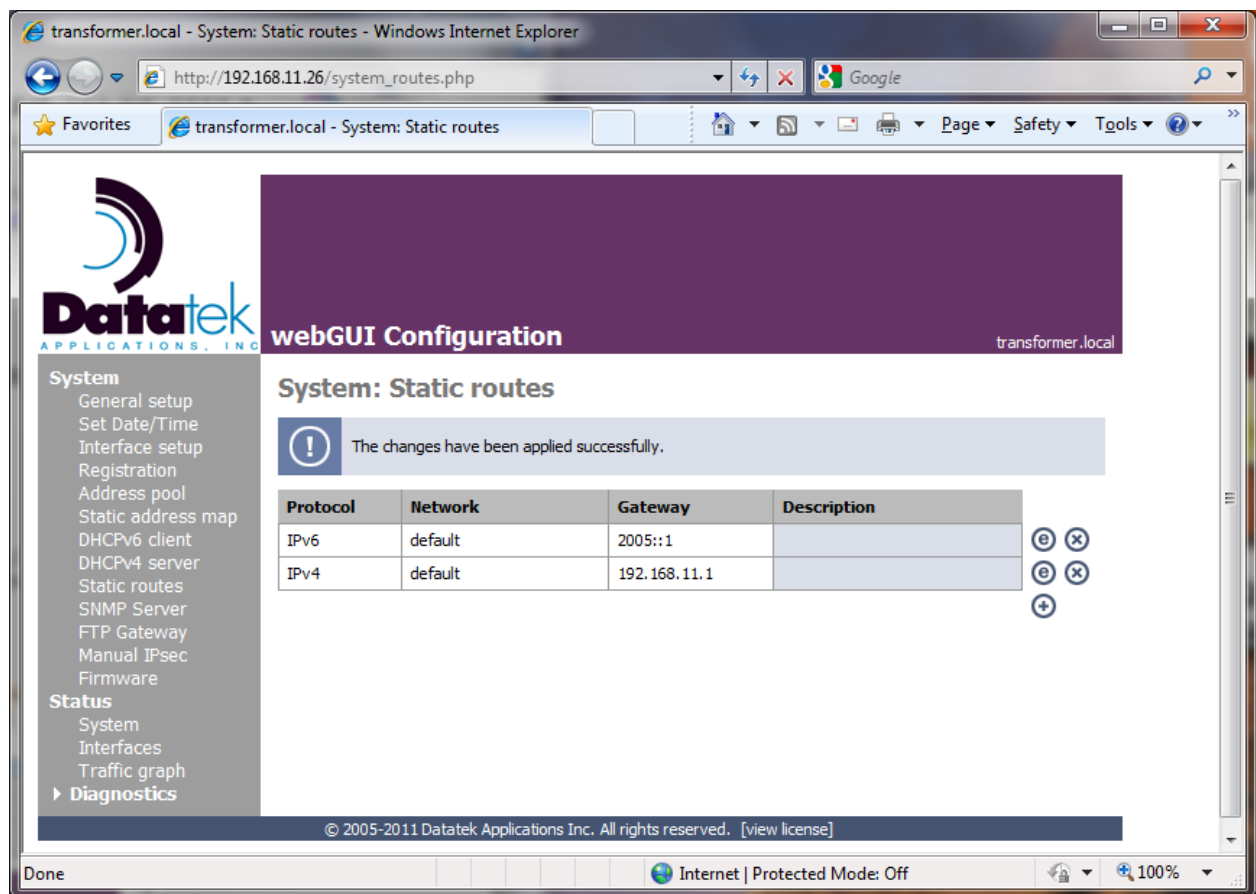 transformer.local - System: Static routes - Windows Internet Explorer
http://192.168.11.26/system_routes.php
Google
Favorites
transformer.local - System: Static routes
Page Safety Tools
Datatek
APPLICATIONS, INC
webGUI Configuration
transformer.local
System
General setup
Set Date/Time
Interface setup
Registration
Address pool
Static address map
DHCPv6 client
DHCPv4 server
Static routes
SNMP Server
FTP Gateway
Manual IPsec
Firmware
Status
System
Interfaces
Traffic graph
Diagnostics
System: Static routes
The changes have been applied successfully.
Protocol Network Gateway Description
IPv6 default 2005::1
IPv4 default 192.168.11.1
© 2005-2011 Datatek Applications Inc. All rights reserved. [view license]
Done
Internet | Protected Mode: Off
100%